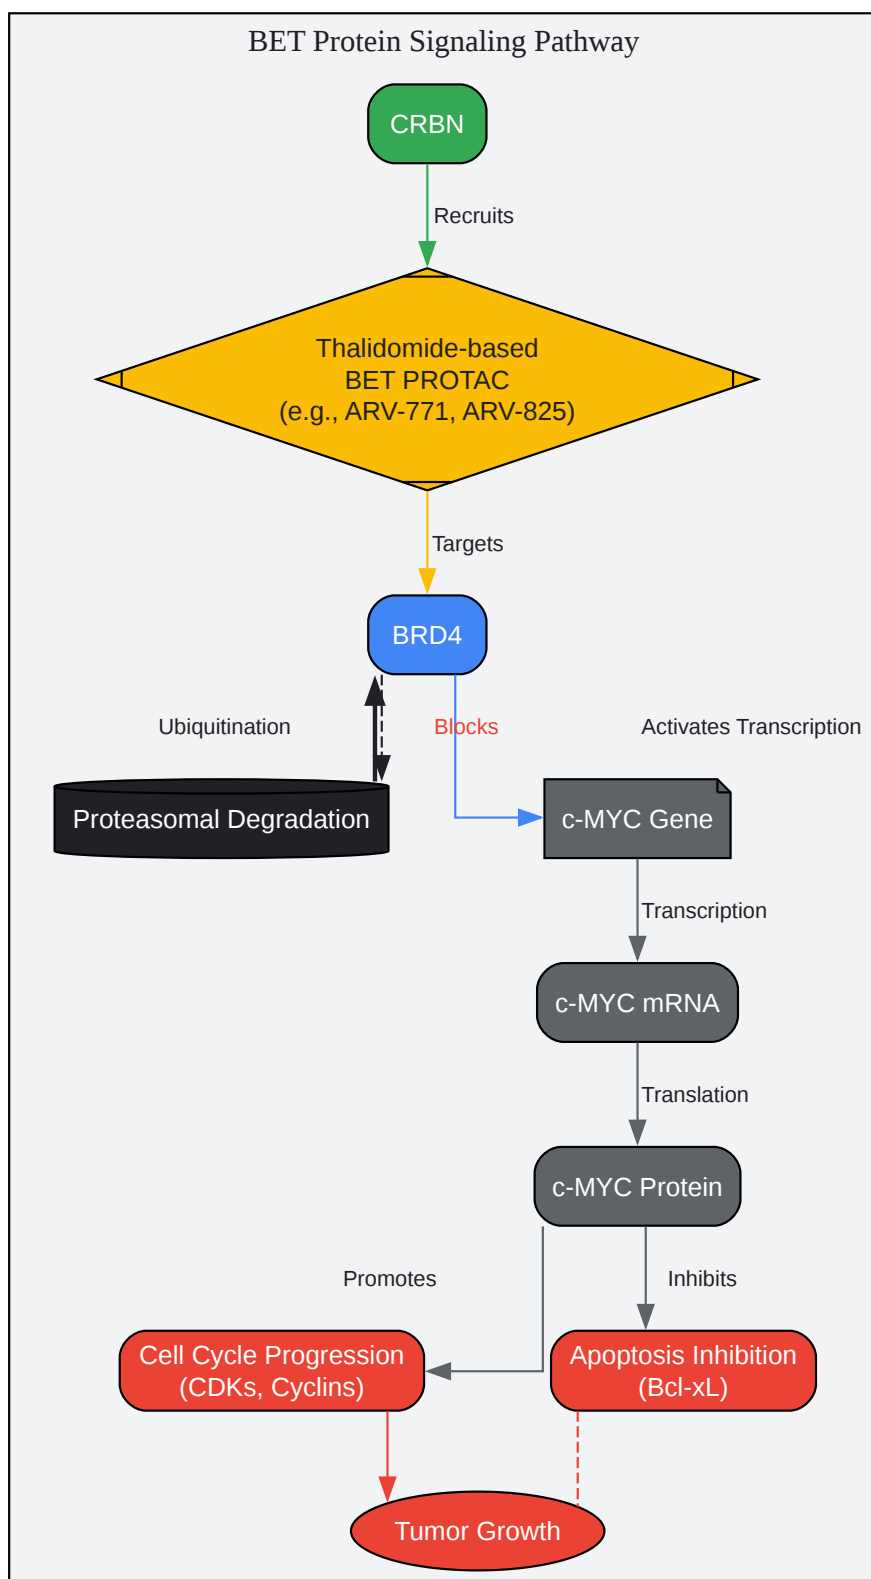 BET Protein Signaling Pathway
CRBN
Recruits
Thalidomide-based
BET PROTAC
(e.g., ARV-771, ARV-825)
Targets
BRD4
Ubiquitination
Blocks
Activates Transcription
Proteasomal Degradation
c-MYC Gene
Transcription
c-MYC mRNA
Translation
c-MYC Protein
Promotes
Inhibits
Cell Cycle Progression
(CDKs, Cyclins)
Apoptosis Inhibition
(Bcl-xL)
Tumor Growth